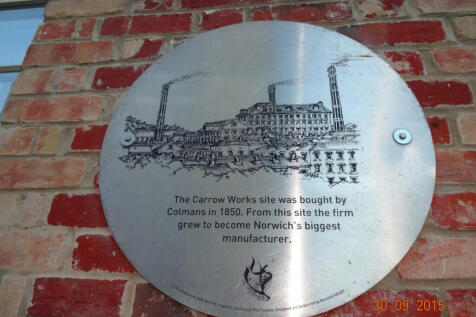 The Carrow Works site was bought by
Colmans in 1850. From this site the firm
grew to become Norwich's biggest
manufacturer.
30 09 2015